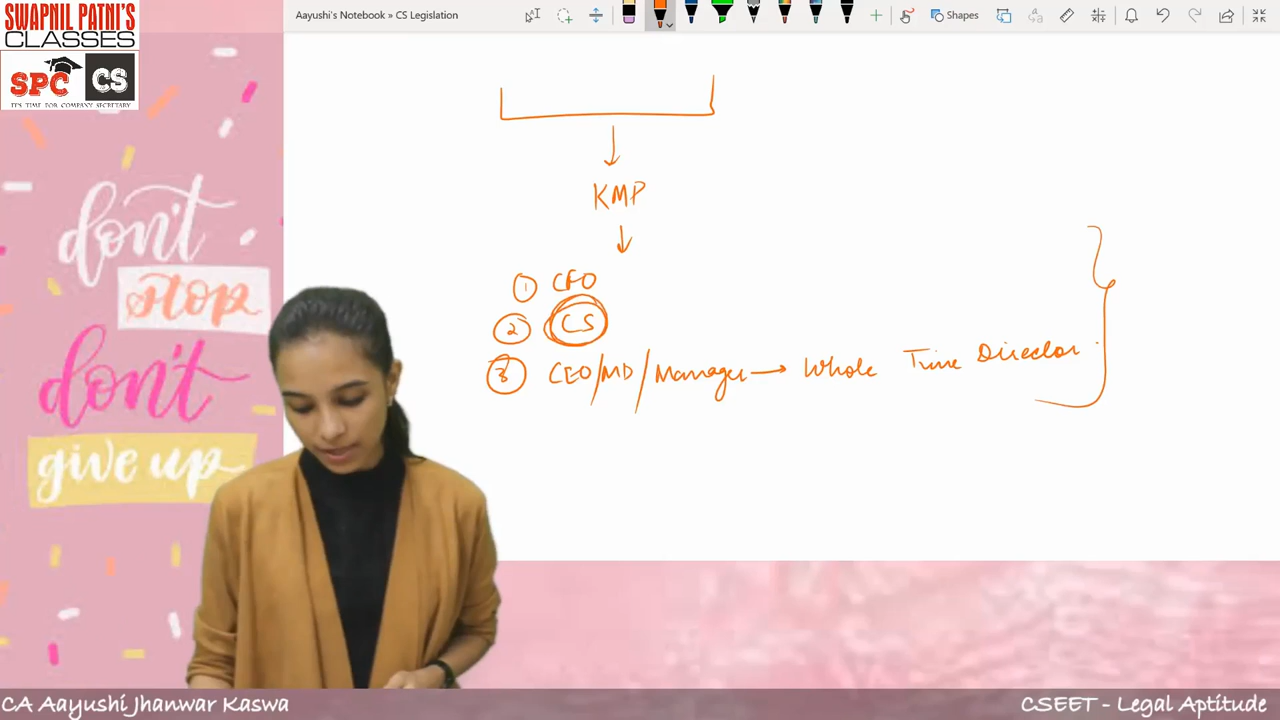 SWAPNIL PATNI'S
CLASSES
SPC CS
IT'S TIME FOR COMPANY SECRETARY
Aayushi's Notebook » CS Legislation
Shapes
don't
stop
don't
give up
KMP
1 CFO
2 CS
3 CEO/MD/Manager → Whole Time Director
CA Aayushi Jhanwar Kaswa
CSEET - Legal Aptitude